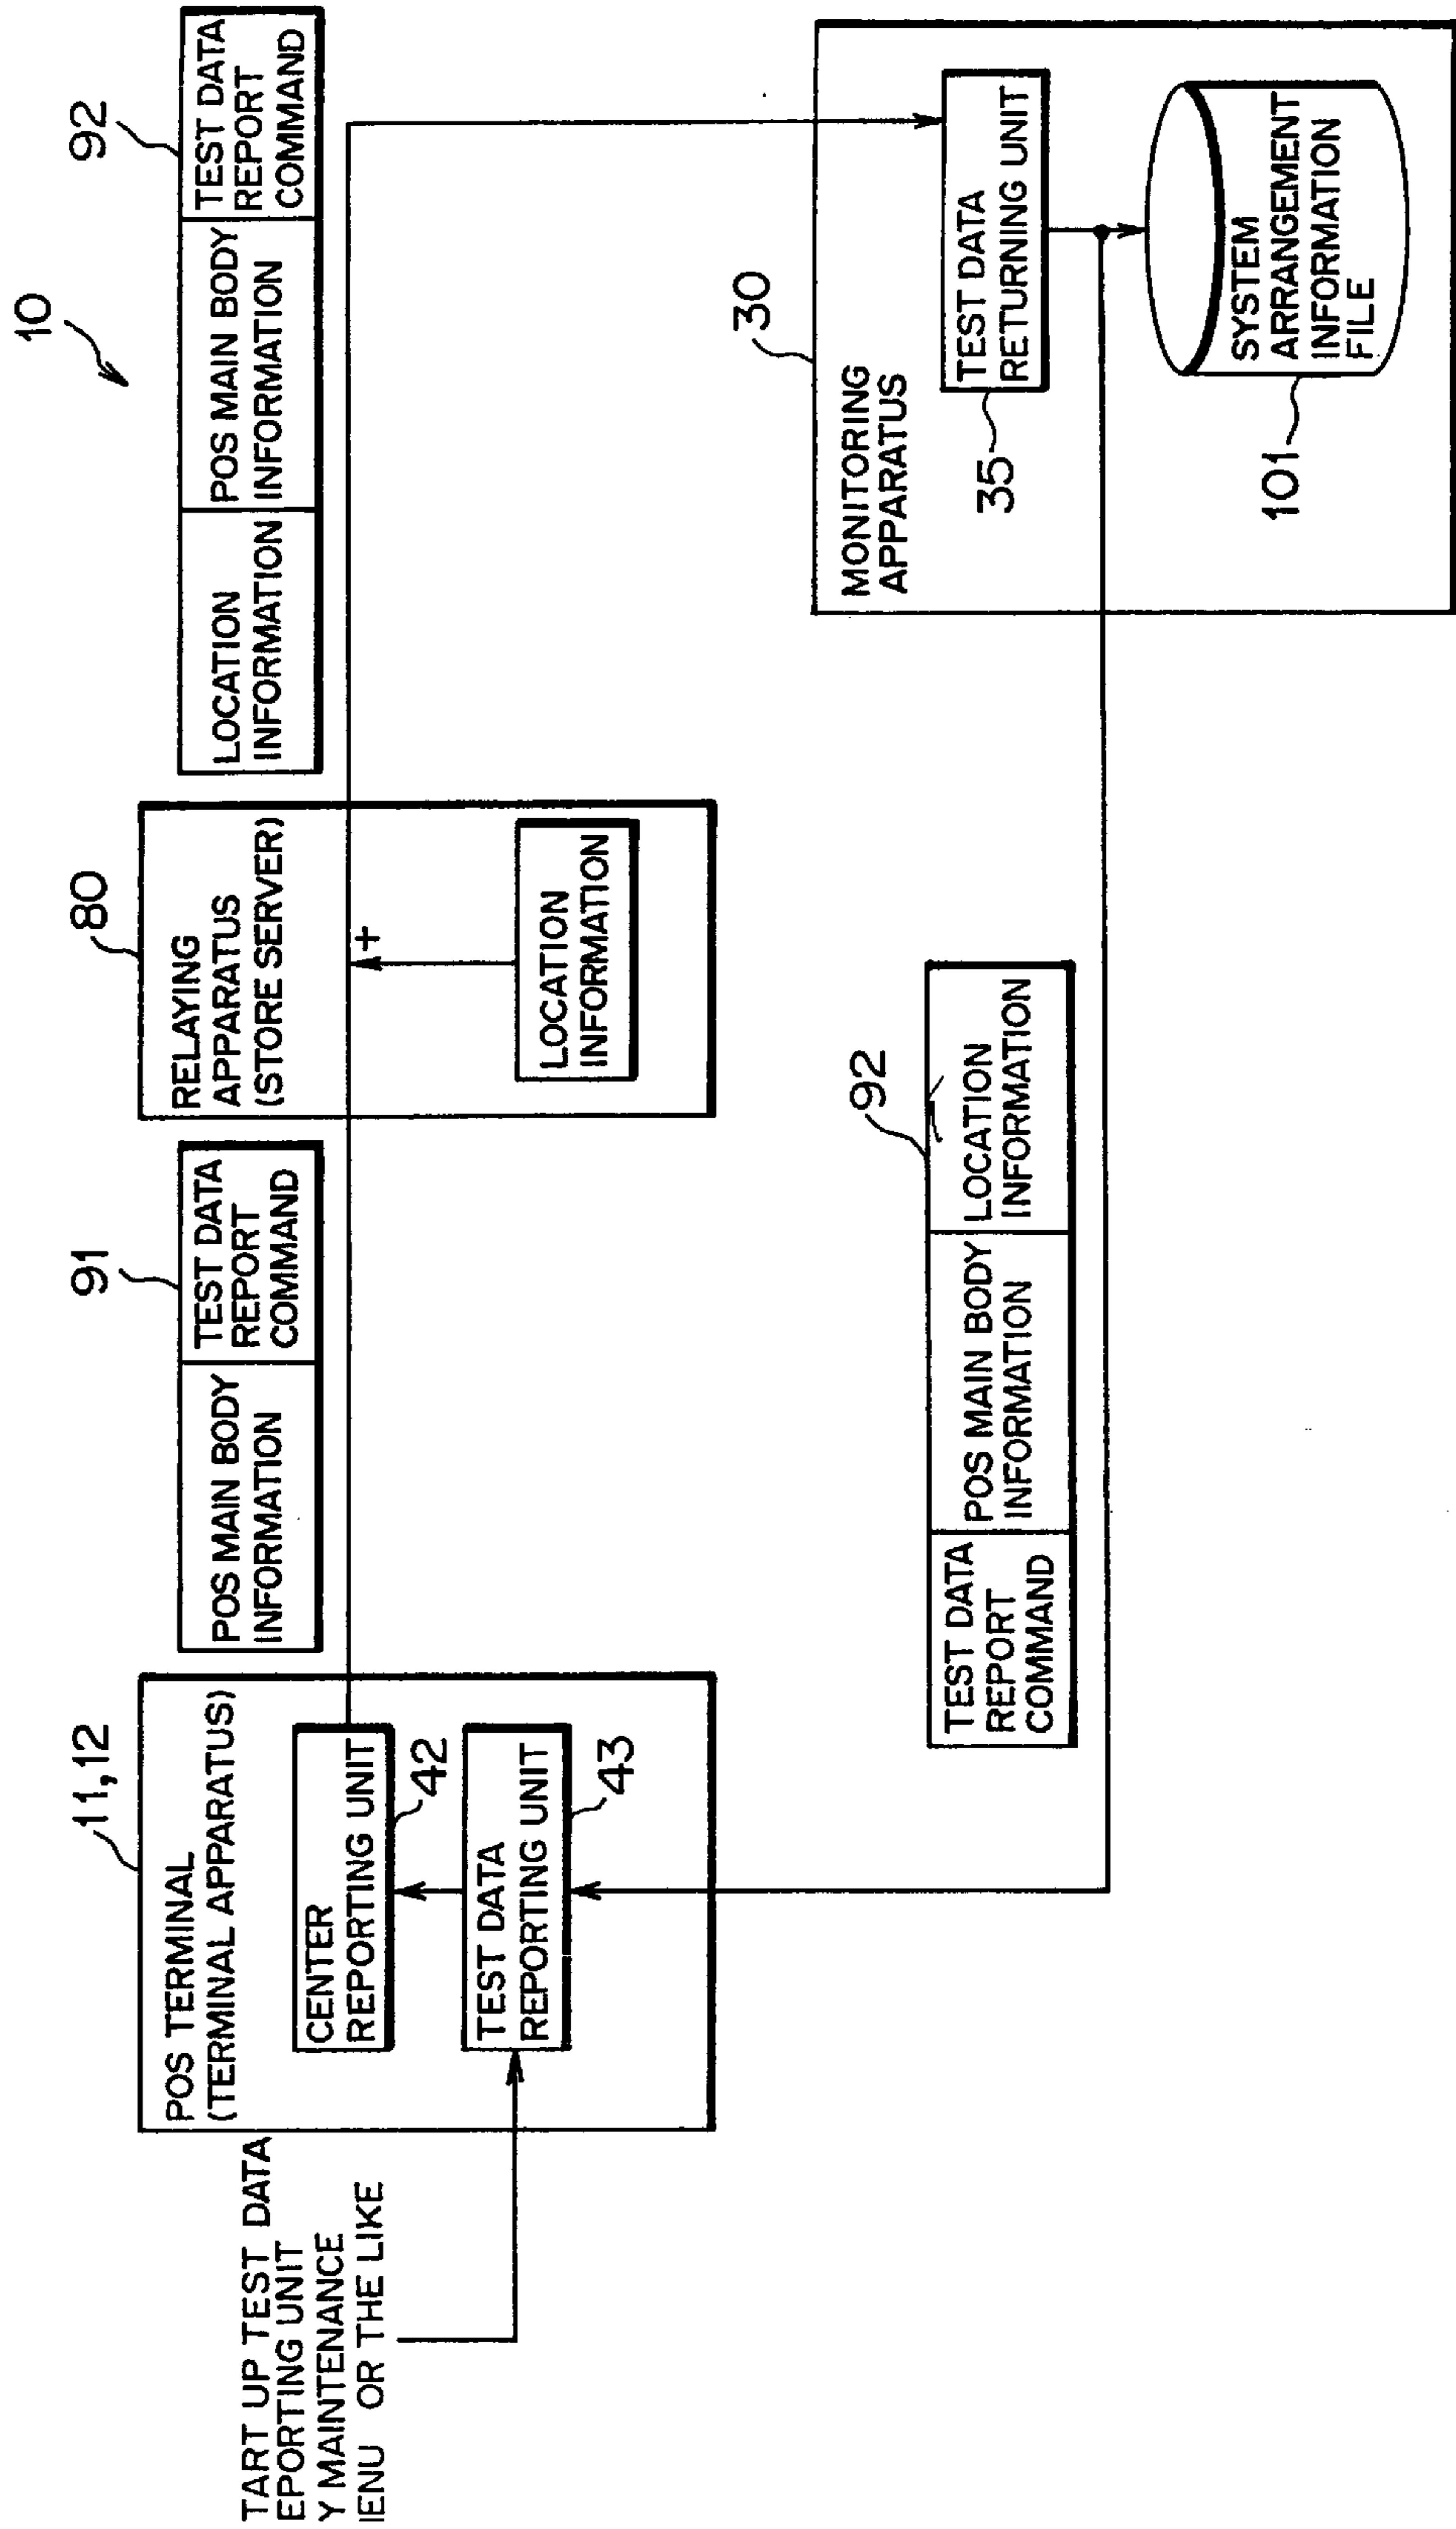 10
11,12
POS TERMINAL
(TERMINAL APPARATUS)
CENTER
REPORTING UNIT
42
TEST DATA
REPORTING UNIT
43
TART UP TEST DATA
EPORTING UNIT
Y MAINTENANCE
IENU OR THE LIKE
91
POS MAIN BODY
INFORMATION
TEST DATA
REPORT
COMMAND
80
RELAYING
APPARATUS
(STORE SERVER)
+
LOCATION
INFORMATION
92
LOCATION
INFORMATION
POS MAIN BODY
INFORMATION
TEST DATA
REPORT
COMMAND
92
TEST DATA
REPORT
COMMAND
POS MAIN BODY
INFORMATION
LOCATION
INFORMATION
30
MONITORING
APPARATUS
TEST DATA
RETURNING UNIT
35
SYSTEM
ARRANGEMENT
INFORMATION
FILE
101